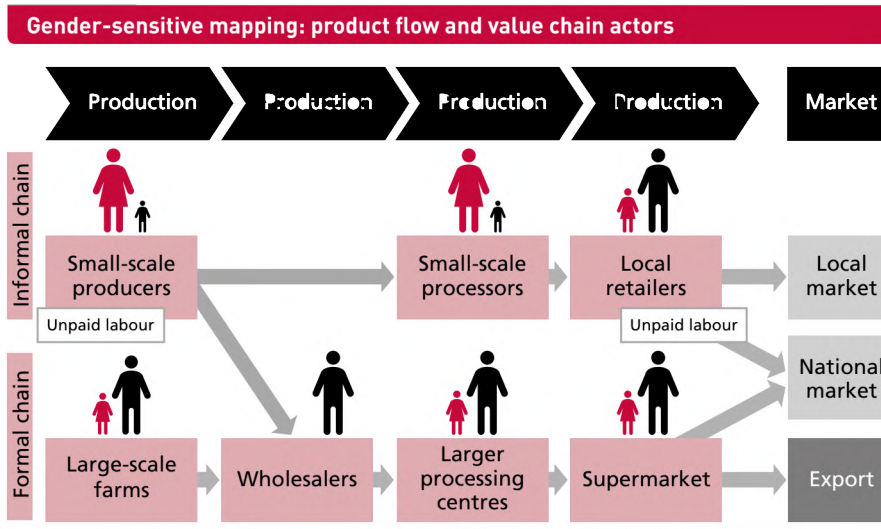 Gender-sensitive mapping: product flow and value chain actors
Production
Production
Production
Production
Market
Informal chain
Small-scale
producers
Small-scale
processors
Local
retailers
Local
market
Unpaid labour
Unpaid labour
National
market
Formal chain
Large-scale
farms
Wholesalers
Larger
processing
centres
Supermarket
Export